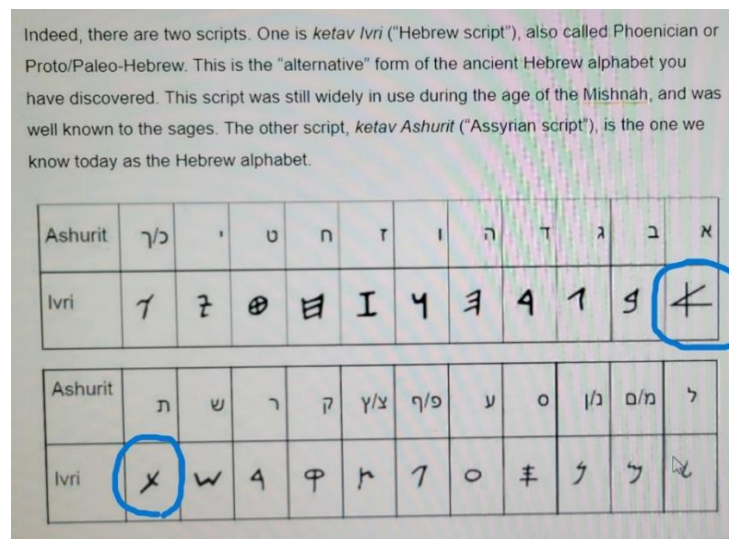 Indeed, there are two scripts. One is ketav Ivri (“Hebrew script”), also called Phoenician or
Proto/Paleo-Hebrew. This is the “alternative” form of the ancient Hebrew alphabet you
have discovered. This script was still widely in use during the age of the Mishnah, and was
well known to the sages. The other script, ketav Ashurit (“Assyrian script”), is the one we
know today as the Hebrew alphabet.
Ashurit א ב ג ד ה ו ז ח ט י כ/ך
Ivri 𐤀 𐤁 𐤂 𐤃 𐤄 𐤅 𐤆 𐤇 𐤈 𐤉 𐤊
Ashurit ל מ/ם נ/ן ס ע פ/ף צ/ץ ק ר ש ת
Ivri 𐤋 𐤌 𐤍 𐤎 𐤏 𐤐 𐤑 𐤒 𐤓 𐤔 𐤕